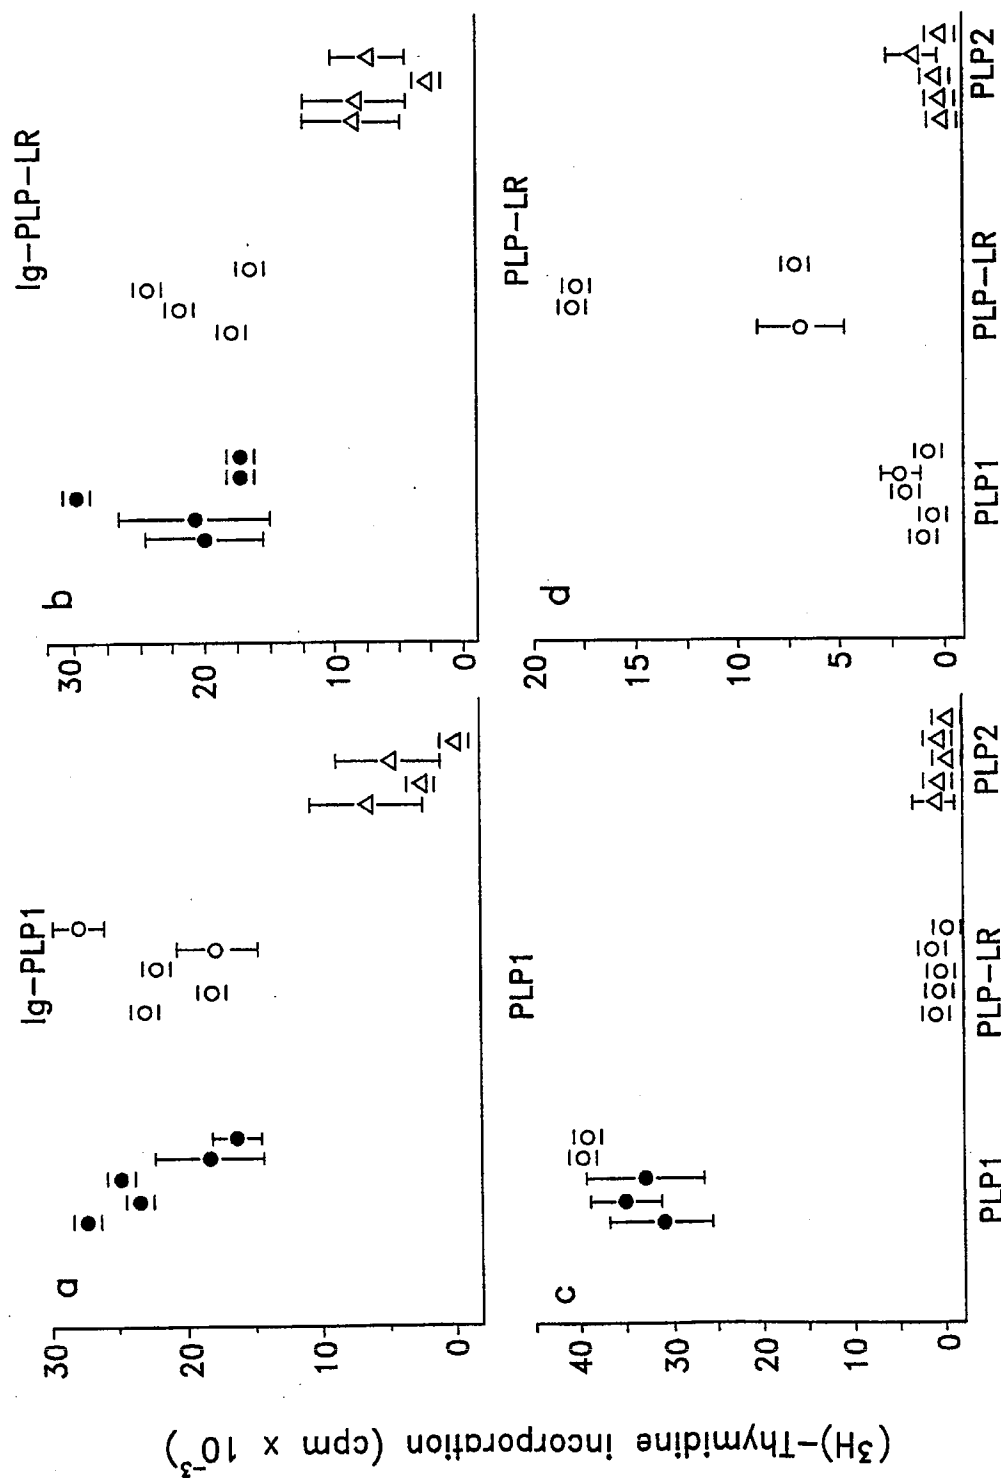 (³H)-Thymidine incorporation (cpm x 10⁻³)
a
Ig-PLP1
30
20
10
0
b
Ig-PLP-LR
30
20
10
0
c
PLP1
40
30
20
10
0
PLP1
PLP-LR
PLP2
d
PLP-LR
20
15
10
5
0
PLP1
PLP-LR
PLP2